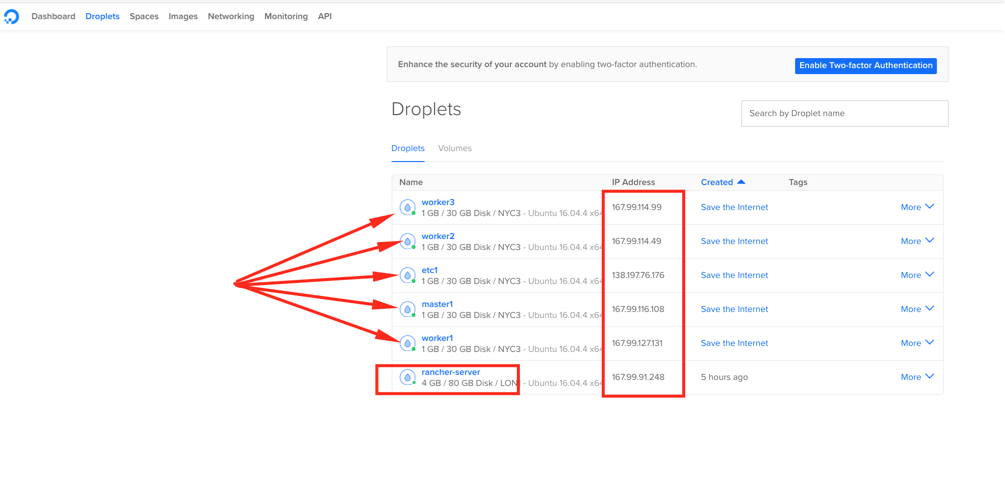 Dashboard Droplets Spaces Images Networking Monitoring API
Enhance the security of your account by enabling two-factor authentication.
Enable Two-factor Authentication
Droplets
Search by Droplet name
Droplets Volumes
Name IP Address Created Tags
worker3
1 GB / 30 GB Disk / NYC3 - Ubuntu 16.04.4 x64
167.99.114.99 Save the Internet More
worker2
1 GB / 30 GB Disk / NYC3 - Ubuntu 16.04.4 x64
167.99.114.49 Save the Internet More
etc1
1 GB / 30 GB Disk / NYC3 - Ubuntu 16.04.4 x64
138.197.76.176 Save the Internet More
master1
1 GB / 30 GB Disk / NYC3 - Ubuntu 16.04.4 x64
167.99.116.108 Save the Internet More
worker1
1 GB / 30 GB Disk / NYC3 - Ubuntu 16.04.4 x64
167.99.127.131 Save the Internet More
rancher-server
4 GB / 80 GB Disk / LON - Ubuntu 16.04.4 x64
167.99.91.248 5 hours ago More